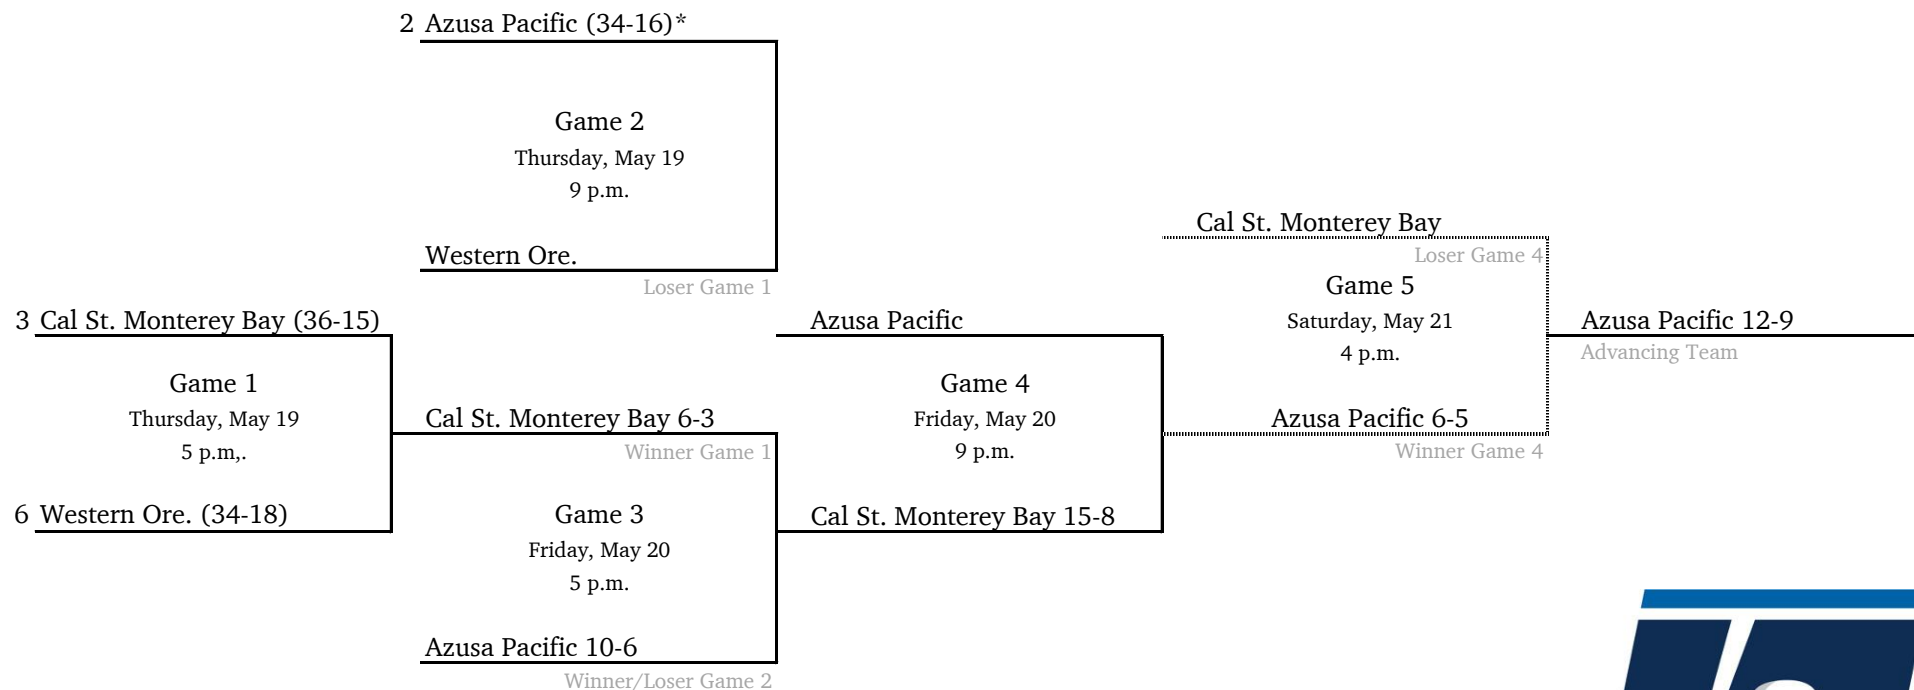 2 Azusa Pacific (34-16)*
Game 2
Thursday, May 19
9 p.m.
Western Ore.
Loser Game 1
3 Cal St. Monterey Bay (36-15)
Game 1
Thursday, May 19
5 p.m,.
6 Western Ore. (34-18)
Cal St. Monterey Bay 6-3
Winner Game 1
Game 3
Friday, May 20
5 p.m.
Azusa Pacific 10-6
Winner/Loser Game 2
Azusa Pacific
Game 4
Friday, May 20
9 p.m.
Cal St. Monterey Bay 15-8
Cal St. Monterey Bay
Loser Game 4
Game 5
Saturday, May 21
4 p.m.
Azusa Pacific 6-5
Winner Game 4
Azusa Pacific 12-9
Advancing Team